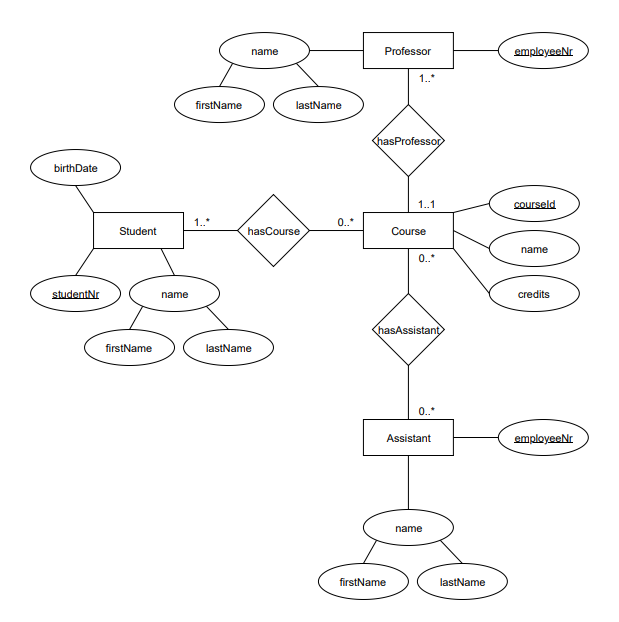 name
Professor
employeeNr
1..*
firstName
lastName
hasProfessor
birthDate
1..1
courseId
Student
1..*
hasCourse
0..*
Course
name
0..*
studentNr
name
credits
hasAssistant
firstName
lastName
0..*
Assistant
employeeNr
name
firstName
lastName